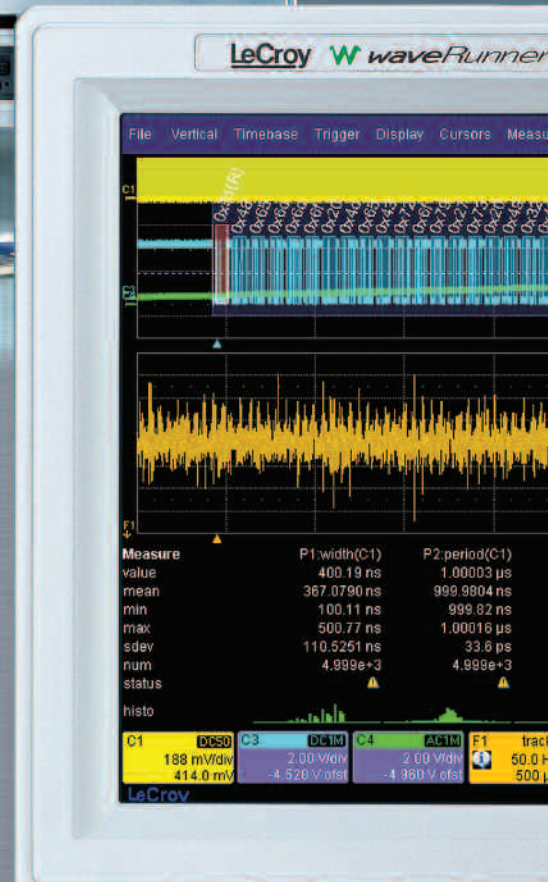 LeCroy waveRunner
File Vertical Timebase Trigger Display Cursors Measu
C1
F1
Measure P1:width(C1) P2:period(C1)
value 400.19 ns 1.00003 µs
mean 367.0790 ns 999.9804 ns
min 100.11 ns 999.82 ns
max 500.77 ns 1.00016 µs
sdev 110.5251 ns 33.6 ps
num 4.999e+3 4.999e+3
status
histo
C1 DC50 C3 DC1M C4 AC1M F1 track
188 mV/div 2.00 V/div 2.00 V/div 50.0 H
414.0 mV -4.520 V ofst -4.960 V ofst 500 µ
LeCroy